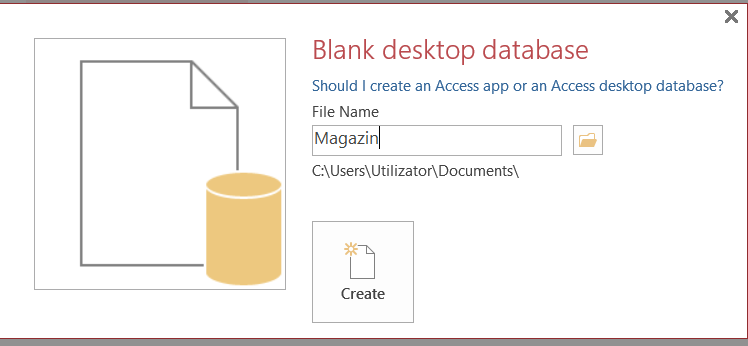 Blank desktop database
Should I create an Access app or an Access desktop database?
File Name
Magazin
C:\Users\Utilizator\Documents\
Create